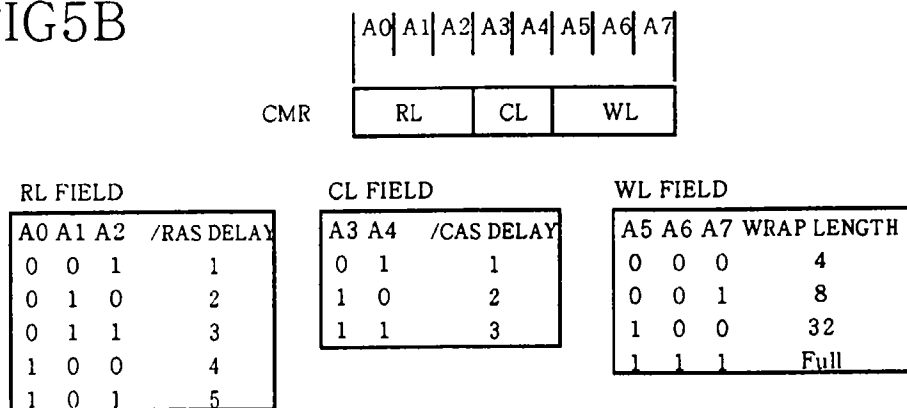 FIG5B
A0 A1 A2 A3 A4 A5 A6 A7
CMR RL CL WL
RL FIELD
A0 A1 A2 /RAS DELAY
0 0 1 1
0 1 0 2
0 1 1 3
1 0 0 4
1 0 1 5
CL FIELD
A3 A4 /CAS DELAY
0 1 1
1 0 2
1 1 3
WL FIELD
A5 A6 A7 WRAP LENGTH
0 0 0 4
0 0 1 8
1 0 0 32
1 1 1 Full